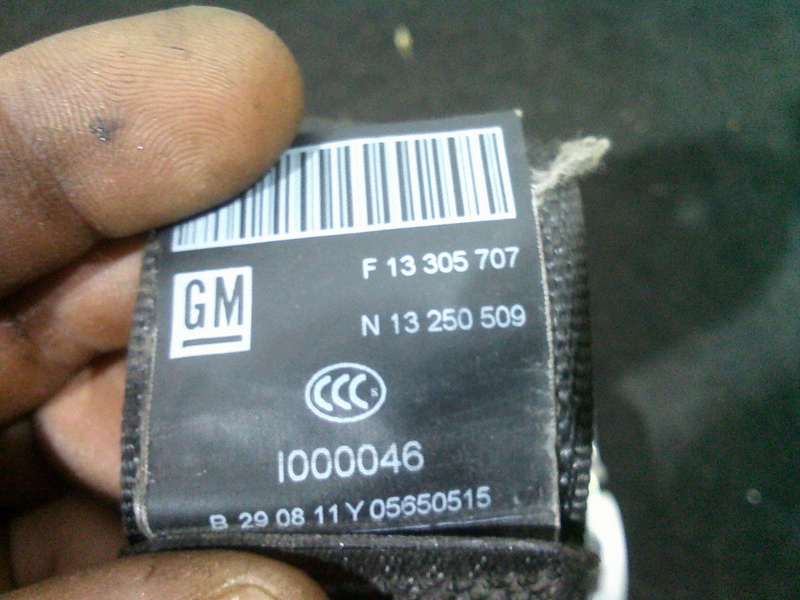 F 13 305 707
GM
N 13 250 509
CCC S
I000046
B 29 08 11 Y 05650515